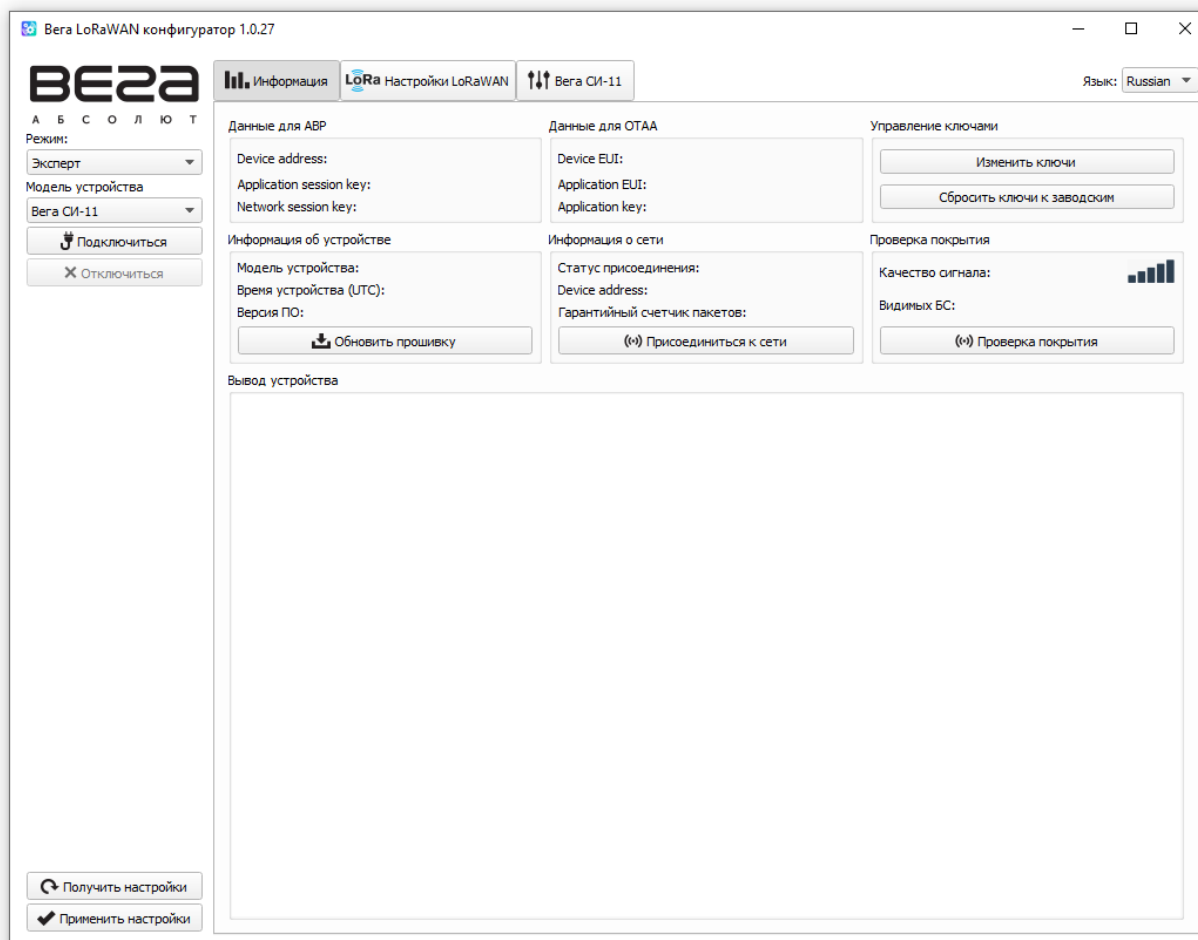 Вега LoRaWAN конфигуратор 1.0.27
ВЕГА
АБСОЛЮТ
Режим:
Эксперт
Модель устройства
Вега СИ-11
Подключиться
Отключиться
Получить настройки
Применить настройки
Информация
LoRa Настройки LoRaWAN
Вега СИ-11
Язык: Russian
Данные для ABP
Device address:
Application session key:
Network session key:
Данные для OTAA
Device EUI:
Application EUI:
Application key:
Управление ключами
Изменить ключи
Сбросить ключи к заводским
Информация об устройстве
Модель устройства:
Время устройства (UTC):
Версия ПО:
Обновить прошивку
Информация о сети
Статус присоединения:
Device address:
Гарантийный счетчик пакетов:
Присоединиться к сети
Проверка покрытия
Качество сигнала:
Видимых БС:
Проверка покрытия
Вывод устройства